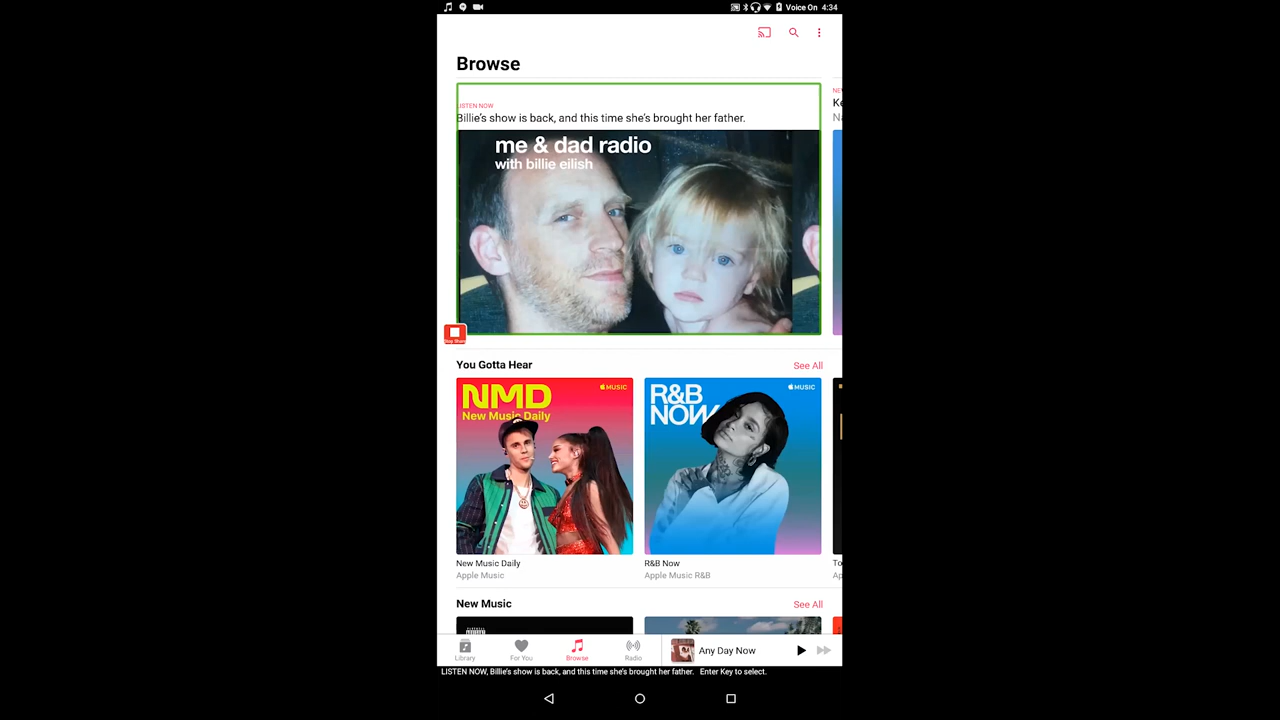 Voice On 4:34
Browse
LISTEN NOW
Billie's show is back, and this time she's brought her father.
me & dad radio
with billie eilish
Stop Share
You Gotta Hear
See All
NMD
New Music Daily
MUSIC
R&B
NOW
MUSIC
New Music Daily
Apple Music
R&B Now
Apple Music R&B
New Music
See All
Library
For You
Browse
Radio
Any Day Now
LISTEN NOW, Billie's show is back, and this time she's brought her father. Enter Key to select.